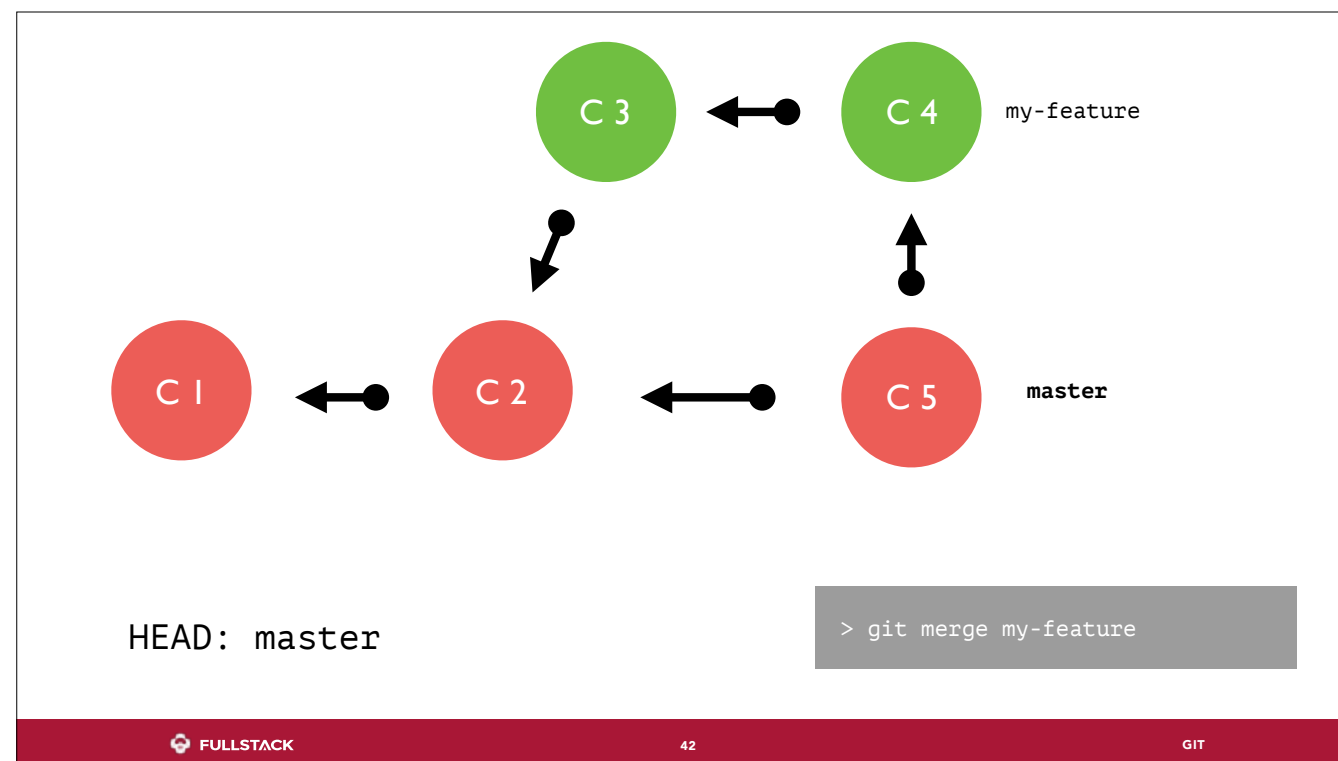 C 3
C 4
my-feature
C 1
C 2
C 5
master
HEAD: master
> git merge my-feature
FULLSTACK
42
GIT